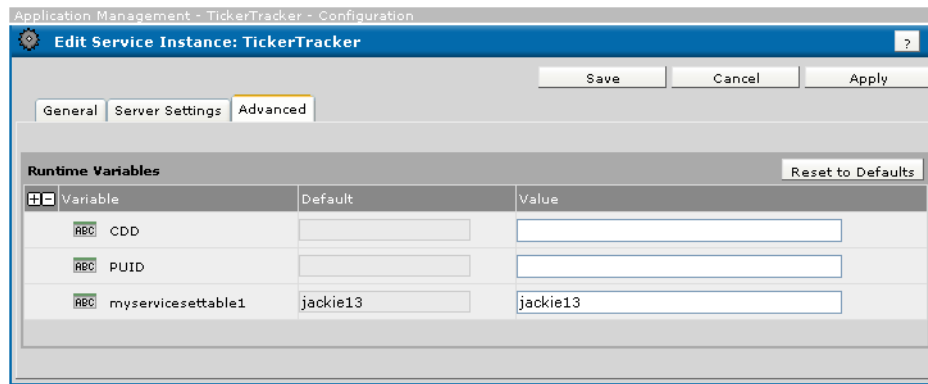 Application Management - TickerTracker - Configuration
Edit Service Instance: TickerTracker ?
Save Cancel Apply
General Server Settings Advanced
Runtime Variables Reset to Defaults
Variable Default Value
ABC CDD
ABC PUID
ABC myservicesettable1 jackie13 jackie13